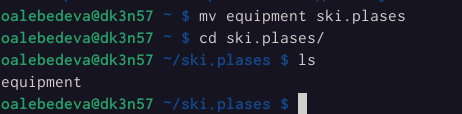 oalebedeva@dk3n57 ~ $ mv equipment ski.plases
oalebedeva@dk3n57 ~ $ cd ski.plases/
oalebedeva@dk3n57 ~/ski.plases $ ls
equipment
oalebedeva@dk3n57 ~/ski.plases $